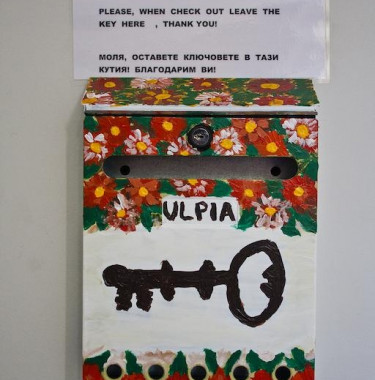 PLEASE, WHEN CHECK OUT LEAVE THE
KEY HERE , THANK YOU!
МОЛЯ, ОСТАВЕТЕ КЛЮЧОВЕТЕ В ТАЗИ
КУТИЯ! БЛАГОДАРИМ ВИ!
ULPIA